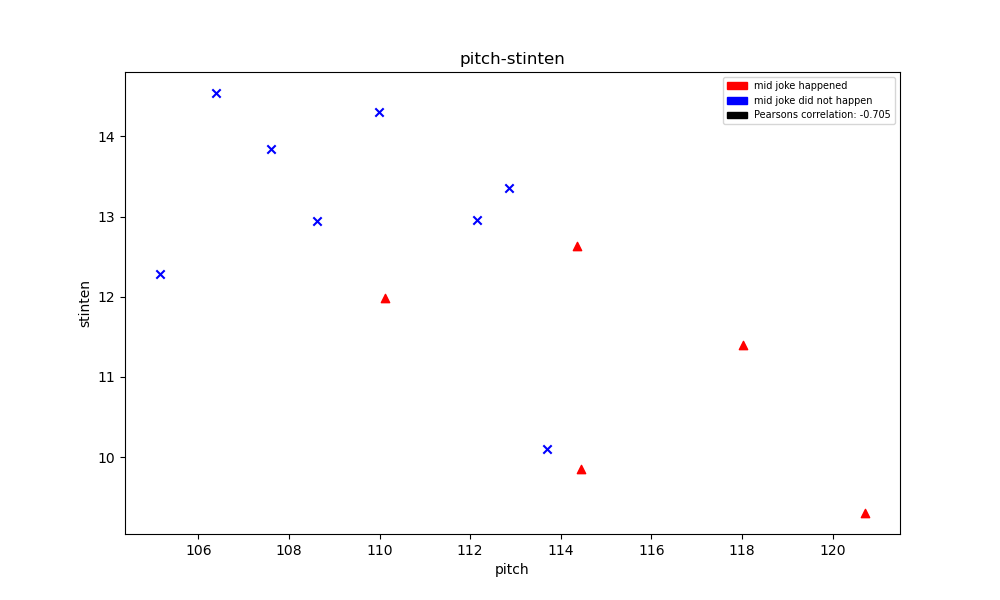 pitch-stinten
mid joke happened
mid joke did not happen
Pearsons correlation: -0.705
14
13
12
11
10
stinten
106 108 110 112 114 116 118 120
pitch